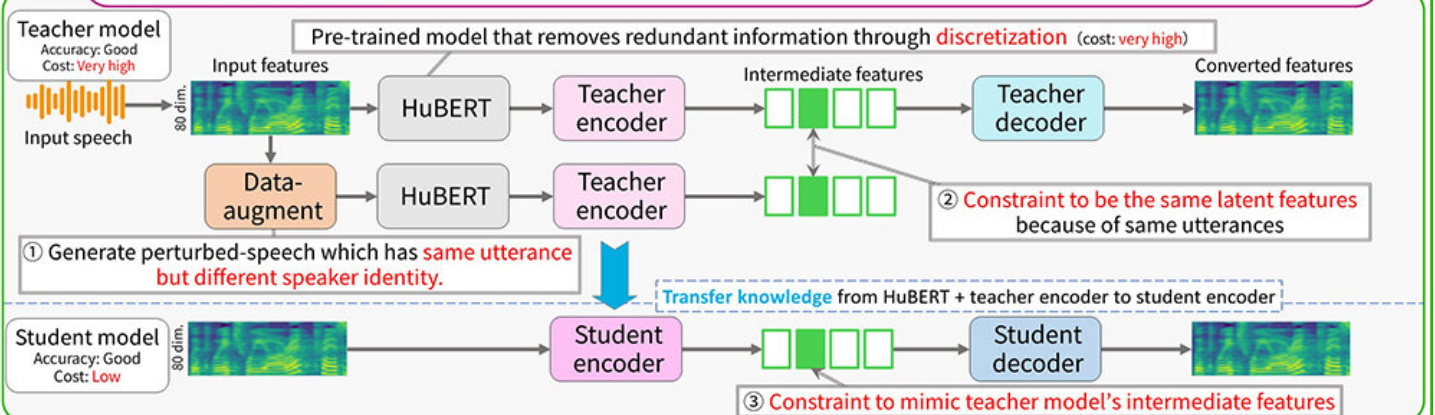 Teacher model
Accuracy: Good
Cost: Very high
Pre-trained model that removes redundant information through discretization (cost: very high)
Input features
Intermediate features
Converted features
80 dim.
Input speech
HuBERT
Teacher
encoder
Teacher
decoder
Data-
augment
HuBERT
Teacher
encoder
② Constraint to be the same latent features
because of same utterances
① Generate perturbed-speech which has same utterance
but different speaker identity.
Transfer knowledge from HuBERT + teacher encoder to student encoder
Student model
Accuracy: Good
Cost: Low
80 dim.
Student
encoder
Student
decoder
③ Constraint to mimic teacher model's intermediate features